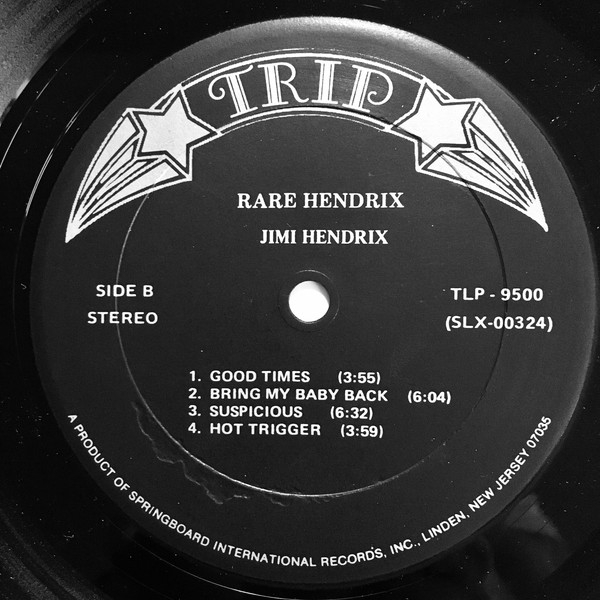 TRIP
RARE HENDRIX
JIMI HENDRIX
SIDE B
STEREO
TLP - 9500
(SLX-00324)
1. GOOD TIMES (3:55)
2. BRING MY BABY BACK (6:04)
3. SUSPICIOUS (6:32)
4. HOT TRIGGER (3:59)
A PRODUCT OF SPRINGBOARD INTERNATIONAL RECORDS, INC., LINDEN, NEW JERSEY 07035